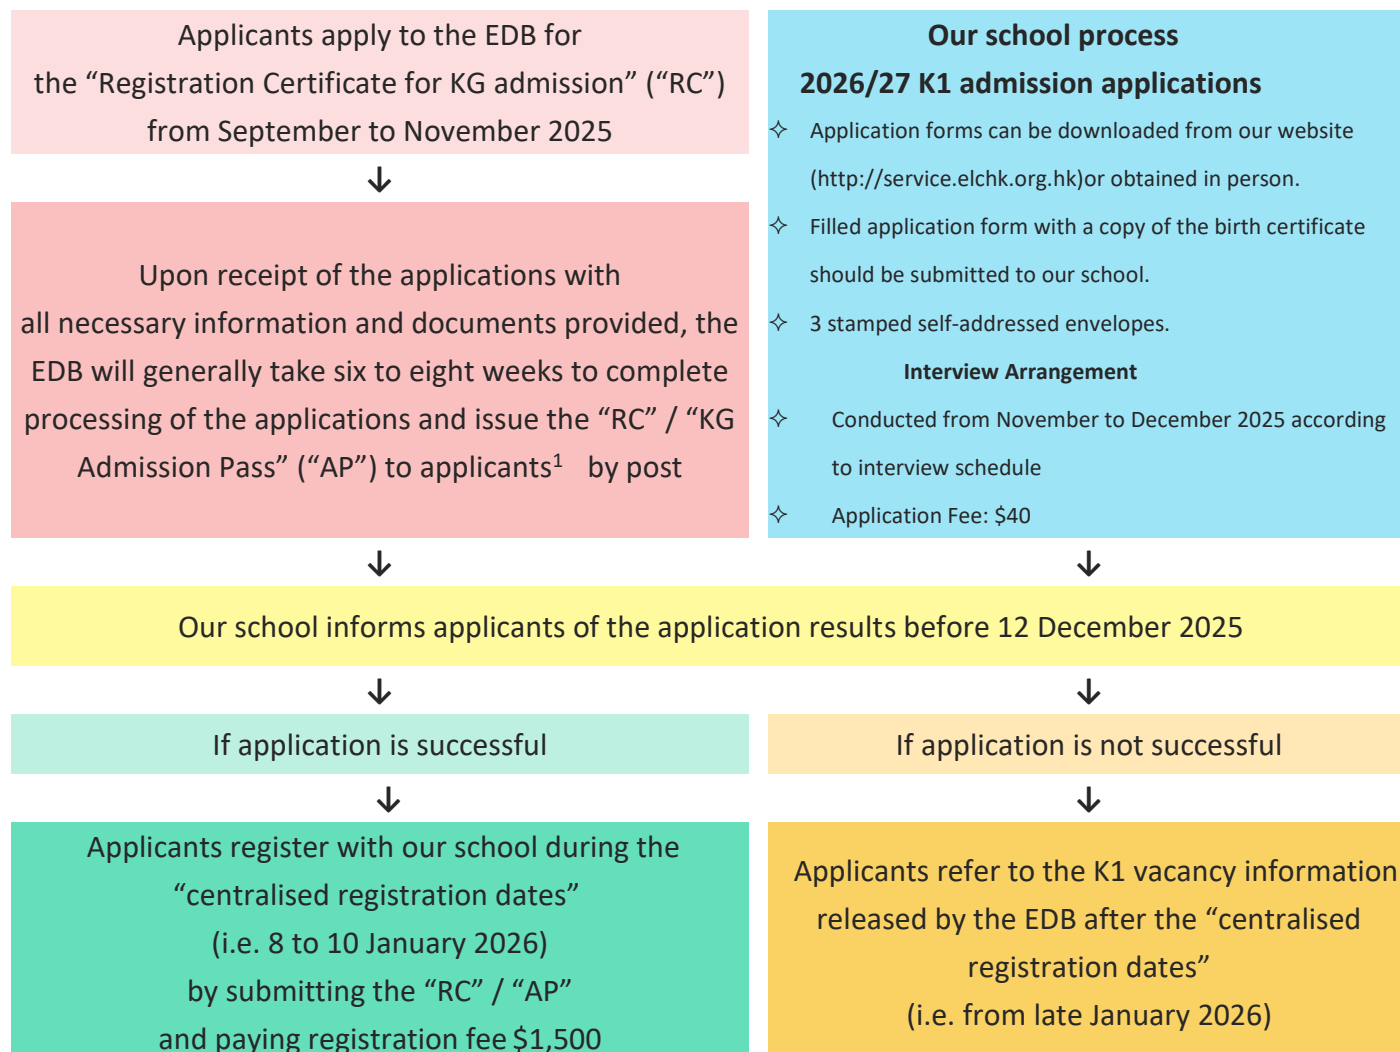 Applicants apply to the EDB for
the “Registration Certificate for KG admission” (“RC”)
from September to November 2025
↓
Upon receipt of the applications with
all necessary information and documents provided, the
EDB will generally take six to eight weeks to complete
processing of the applications and issue the “RC” / “KG
Admission Pass” (“AP”) to applicants¹ by post
Our school process
2026/27 K1 admission applications
✧ Application forms can be downloaded from our website
(http://service.elchk.org.hk)or obtained in person.
✧ Filled application form with a copy of the birth certificate
should be submitted to our school.
✧ 3 stamped self-addressed envelopes.
Interview Arrangement
✧ Conducted from November to December 2025 according
to interview schedule
✧ Application Fee: $40
↓ ↓
Our school informs applicants of the application results before 12 December 2025
↓ ↓
If application is successful
If application is not successful
↓ ↓
Applicants register with our school during the
“centralised registration dates”
(i.e. 8 to 10 January 2026)
by submitting the “RC” / “AP”
and paying registration fee $1,500
Applicants refer to the K1 vacancy information
released by the EDB after the “centralised
registration dates”
(i.e. from late January 2026)